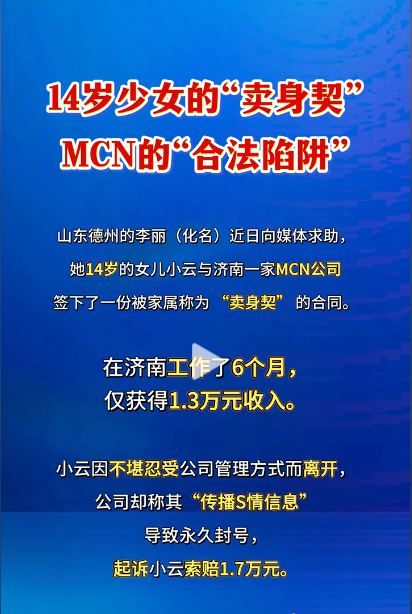 14岁少女的“卖身契”
MCN的“合法陷阱”
山东德州的李丽（化名）近日向媒体求助，
她14岁的女儿小云与济南一家MCN公司
签下了一份被家属称为 “卖身契” 的合同。
在济南工作了6个月，
仅获得1.3万元收入。
小云因不堪忍受公司管理方式而离开，
公司却称其“传播S情信息”
导致永久封号，
起诉小云索赔1.7万元。